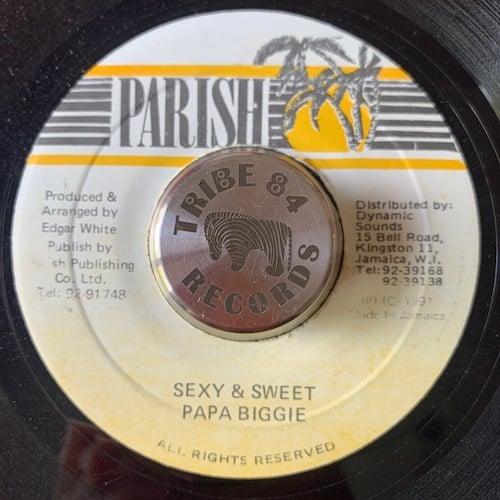 PARISH
Produced &
Arranged by
Edgar White
Publish by
Parish Publishing
Co. Ltd.
Tel: 92-91748
TRIBE 84
RECORDS
Distributed by:
Dynamic
Sounds
15 Bell Road,
Kingston 11,
Jamaica, W.I.
Tel: 92-39168
92-39138
(P) (C) 1991
Made In Jamaica
SEXY & SWEET
PAPA BIGGIE
ALL RIGHTS RESERVED